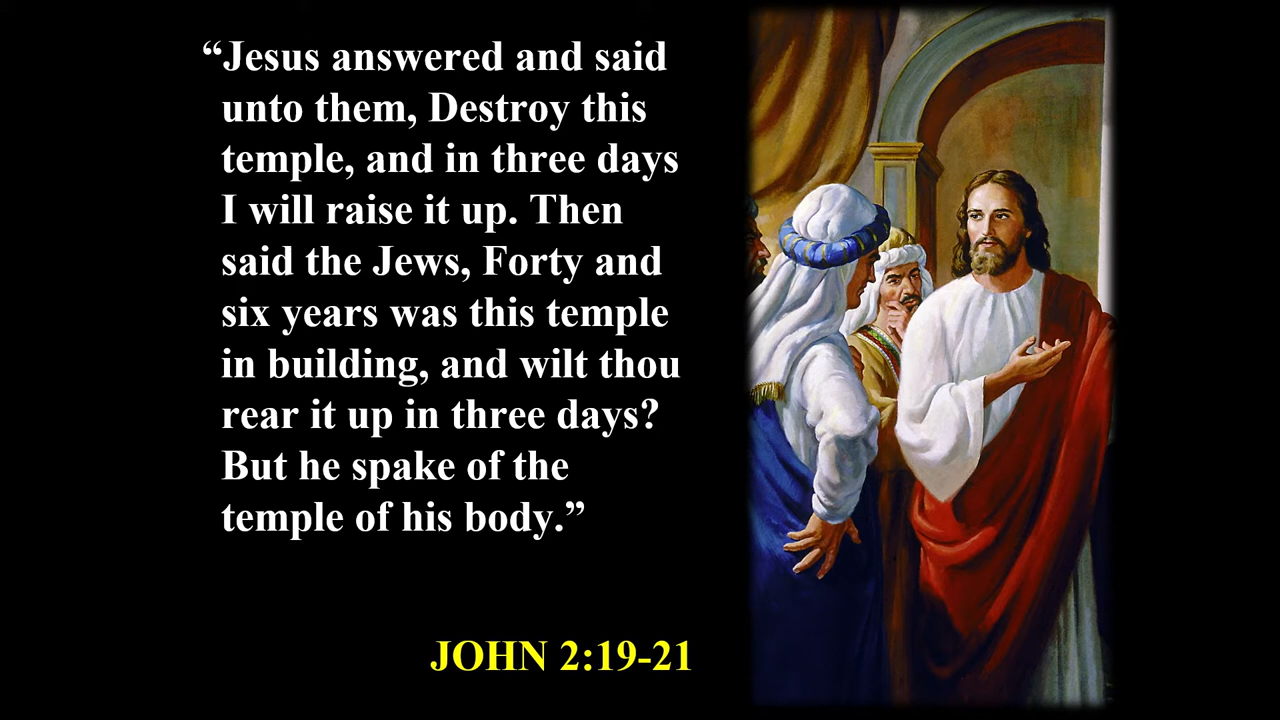 “Jesus answered and said
unto them, Destroy this
temple, and in three days
I will raise it up. Then
said the Jews, Forty and
six years was this temple
in building, and wilt thou
rear it up in three days?
But he spake of the
temple of his body.”
JOHN 2:19-21